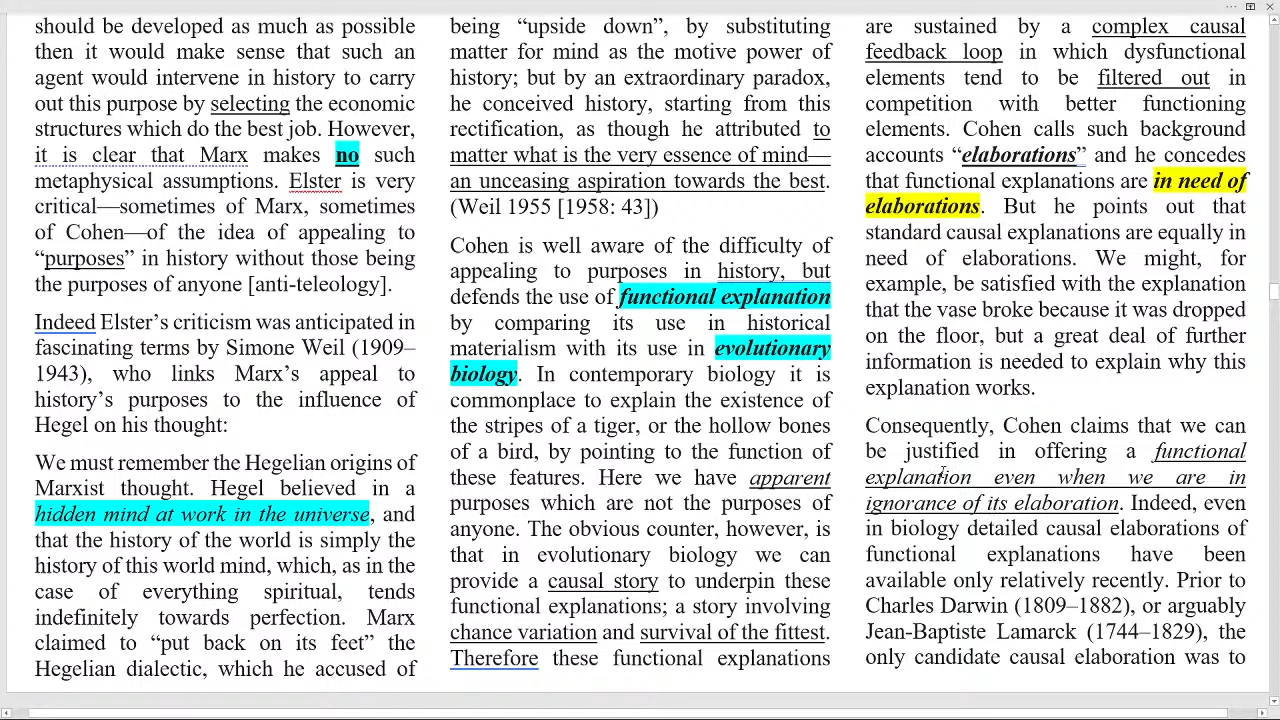 should be developed as much as possible
then it would make sense that such an
agent would intervene in history to carry
out this purpose by selecting the economic
structures which do the best job. However,
it is clear that Marx makes no such
metaphysical assumptions. Elster is very
critical—sometimes of Marx, sometimes
of Cohen—of the idea of appealing to
“purposes” in history without those being
the purposes of anyone [anti-teleology].
Indeed Elster’s criticism was anticipated in
fascinating terms by Simone Weil (1909–
1943), who links Marx’s appeal to
history’s purposes to the influence of
Hegel on his thought:
We must remember the Hegelian origins of
Marxist thought. Hegel believed in a
hidden mind at work in the universe, and
that the history of the world is simply the
history of this world mind, which, as in the
case of everything spiritual, tends
indefinitely towards perfection. Marx
claimed to “put back on its feet” the
Hegelian dialectic, which he accused of
being “upside down”, by substituting
matter for mind as the motive power of
history; but by an extraordinary paradox,
he conceived history, starting from this
rectification, as though he attributed to
matter what is the very essence of mind—
an unceasing aspiration towards the best.
(Weil 1955 [1958: 43])
Cohen is well aware of the difficulty of
appealing to purposes in history, but
defends the use of functional explanation
by comparing its use in historical
materialism with its use in evolutionary
biology. In contemporary biology it is
commonplace to explain the existence of
the stripes of a tiger, or the hollow bones
of a bird, by pointing to the function of
these features. Here we have apparent
purposes which are not the purposes of
anyone. The obvious counter, however, is
that in evolutionary biology we can
provide a causal story to underpin these
functional explanations; a story involving
chance variation and survival of the fittest.
Therefore these functional explanations
are sustained by a complex causal
feedback loop in which dysfunctional
elements tend to be filtered out in
competition with better functioning
elements. Cohen calls such background
accounts “elaborations” and he concedes
that functional explanations are in need of
elaborations. But he points out that
standard causal explanations are equally in
need of elaborations. We might, for
example, be satisfied with the explanation
that the vase broke because it was dropped
on the floor, but a great deal of further
information is needed to explain why this
explanation works.
Consequently, Cohen claims that we can
be justified in offering a functional
explanation even when we are in
ignorance of its elaboration. Indeed, even
in biology detailed causal elaborations of
functional explanations have been
available only relatively recently. Prior to
Charles Darwin (1809–1882), or arguably
Jean-Baptiste Lamarck (1744–1829), the
only candidate causal elaboration was to